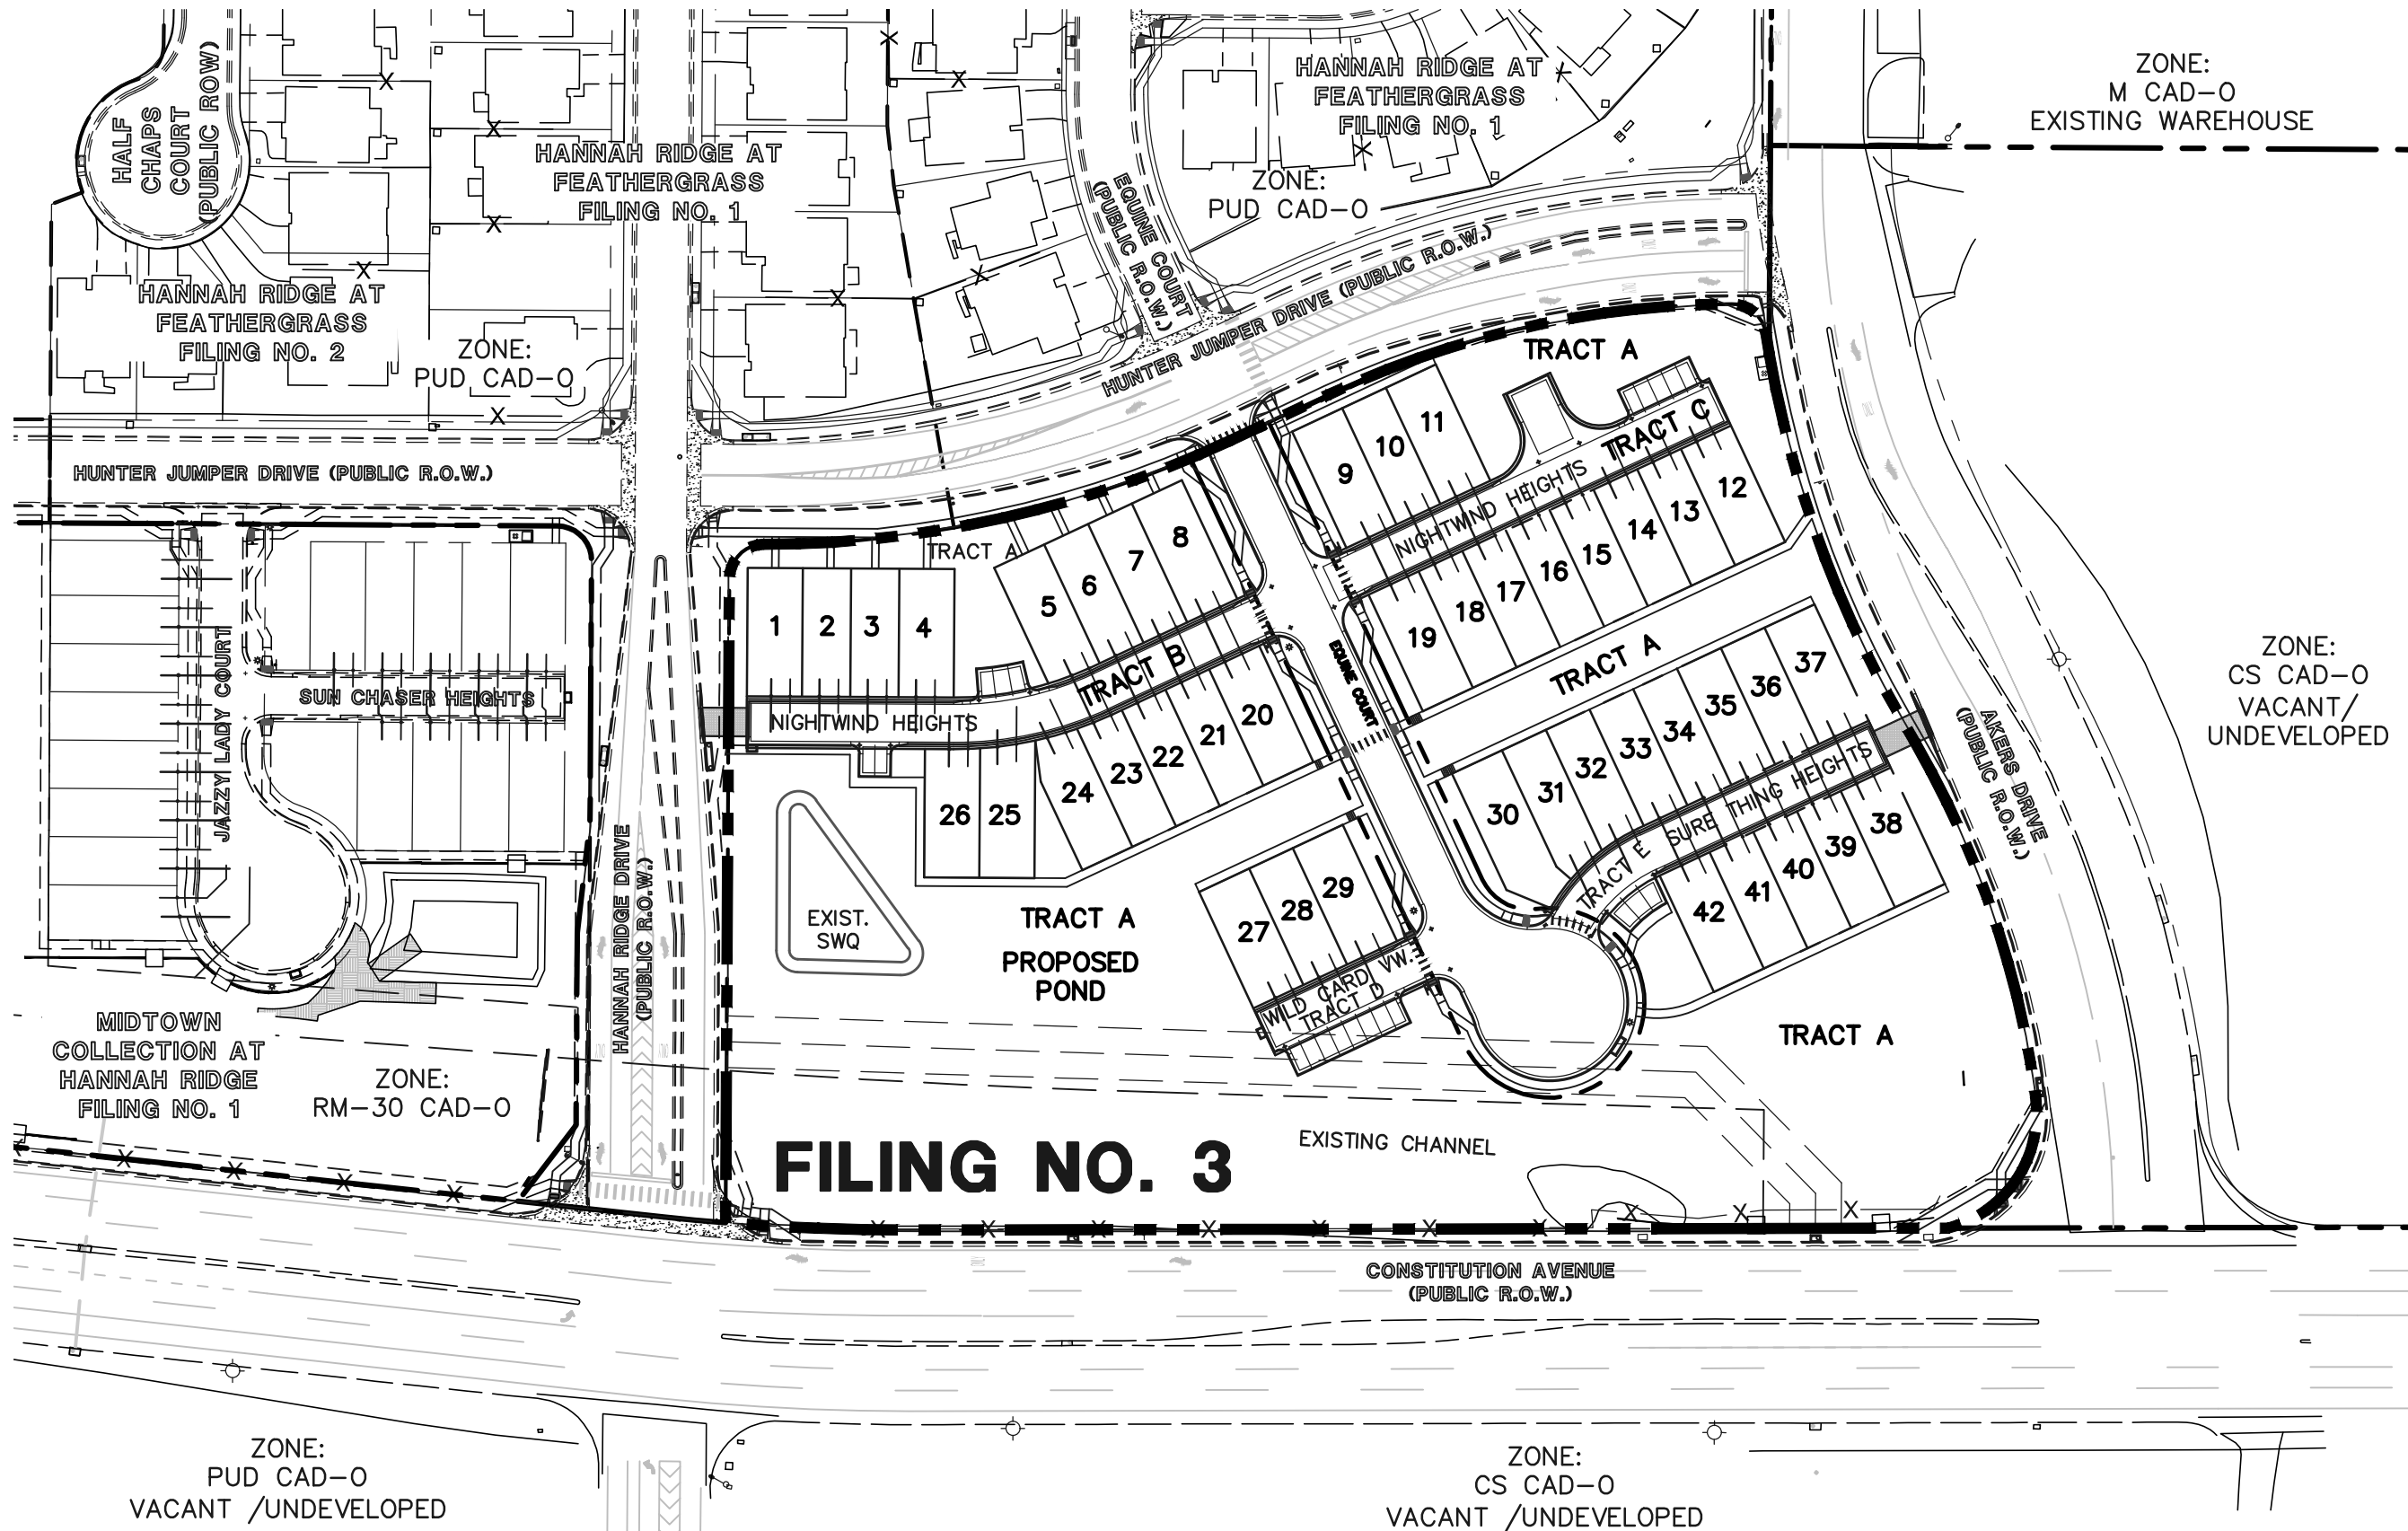 HALF
CHAPS
COURT
(PUBLIC ROW)
HANNAH RIDGE AT
FEATHERGRASS
FILING NO. 1
HANNAH RIDGE AT
FEATHERGRASS
FILING NO. 1
ZONE:
PUD CAD-O
ZONE:
M CAD-O
EXISTING WAREHOUSE
EQUINE COURT
(PUBLIC R.O.W.)
HANNAH RIDGE AT
FEATHERGRASS
FILING NO. 2
ZONE:
PUD CAD-O
HUNTER JUMPER DRIVE (PUBLIC R.O.W.)
HUNTER JUMPER DRIVE (PUBLIC R.O.W.)
TRACT A
TRACT C
NIGHTWIND HEIGHTS
9
10
11
12
13
14
15
16
17
18
19
TRACT A
1
2
3
4
5
6
7
8
TRACT B
NIGHTWIND HEIGHTS
20
21
22
23
24
25
26
EQUINE COURT
TRACT A
JAZZY LADY COURT
SUN CHASER HEIGHTS
HANNAH RIDGE DRIVE
(PUBLIC R.O.W.)
EXIST.
SWQ
TRACT A
PROPOSED
POND
27
28
29
WILD CARD VW.
TRACT D
30
31
32
33
34
35
36
37
TRACT E
SURE THING HEIGHTS
38
39
40
41
42
AKERS DRIVE
(PUBLIC R.O.W.)
ZONE:
CS CAD-O
VACANT/
UNDEVELOPED
TRACT A
MIDTOWN
COLLECTION AT
HANNAH RIDGE
FILING NO. 1
ZONE:
RM-30 CAD-O
FILING NO. 3
EXISTING CHANNEL
CONSTITUTION AVENUE
(PUBLIC R.O.W.)
ZONE:
PUD CAD-O
VACANT /UNDEVELOPED
ZONE:
CS CAD-O
VACANT /UNDEVELOPED